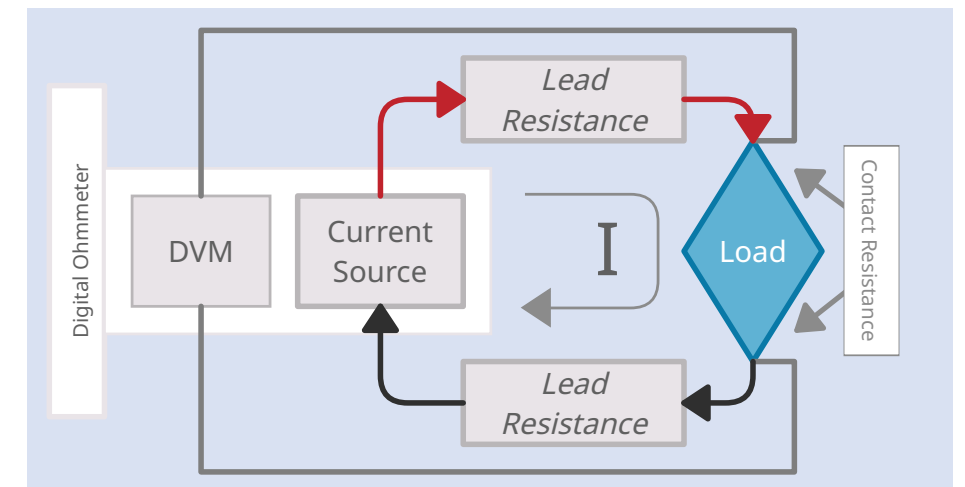 Lead
Resistance
Digital Ohmmeter
DVM
Current
Source
I
Load
Contact Resistance
Lead
Resistance